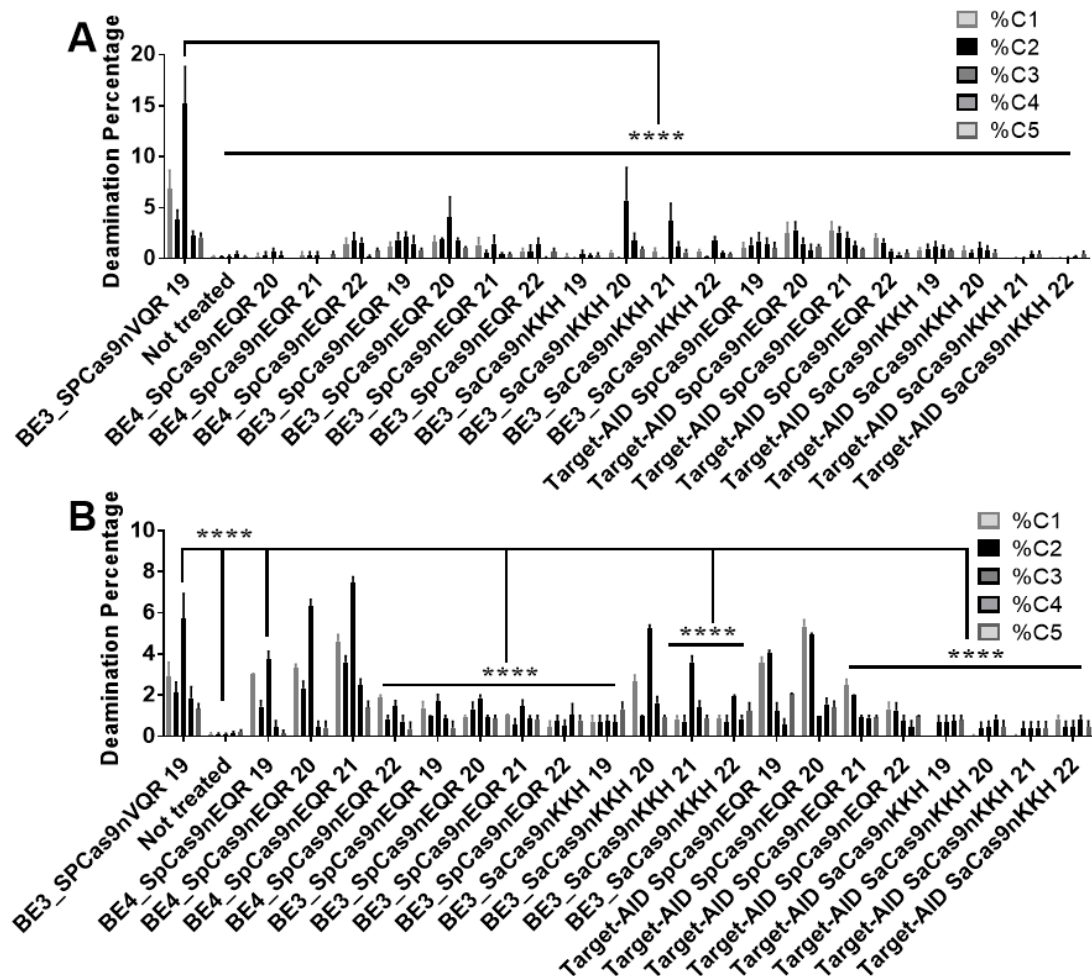 A
Deamination Percentage
20
15
10
5
0
****
%C1
%C2
%C3
%C4
%C5
BE3_SPCas9nVQR 19
Not treated
BE4_SpCas9nEQR 20
BE4_SpCas9nEQR 21
BE4_SpCas9nEQR 22
BE3_SpCas9nEQR 19
BE3_SpCas9nEQR 20
BE3_SpCas9nEQR 21
BE3_SpCas9nEQR 22
BE3_SaCas9nKKH 19
BE3_SaCas9nKKH 20
BE3_SaCas9nKKH 21
BE3_SaCas9nKKH 22
Target-AID SpCas9nEQR 19
Target-AID SpCas9nEQR 20
Target-AID SpCas9nEQR 21
Target-AID SpCas9nEQR 22
Target-AID SaCas9nKKH 19
Target-AID SaCas9nKKH 20
Target-AID SaCas9nKKH 21
Target-AID SaCas9nKKH 22
B
Deamination Percentage
10
8
6
4
2
0
****
****
****
****
%C1
%C2
%C3
%C4
%C5
BE3_SPCas9nVQR 19
Not treated
BE4_SpCas9nEQR 19
BE4_SpCas9nEQR 20
BE4_SpCas9nEQR 21
BE4_SpCas9nEQR 22
BE3_SpCas9nEQR 19
BE3_SpCas9nEQR 20
BE3_SpCas9nEQR 21
BE3_SpCas9nEQR 22
BE3_SaCas9nKKH 19
BE3_SaCas9nKKH 20
BE3_SaCas9nKKH 21
BE3_SaCas9nKKH 22
Target-AID SpCas9nEQR 19
Target-AID SpCas9nEQR 20
Target-AID SpCas9nEQR 21
Target-AID SpCas9nEQR 22
Target-AID SaCas9nKKH 19
Target-AID SaCas9nKKH 20
Target-AID SaCas9nKKH 21
Target-AID SaCas9nKKH 22